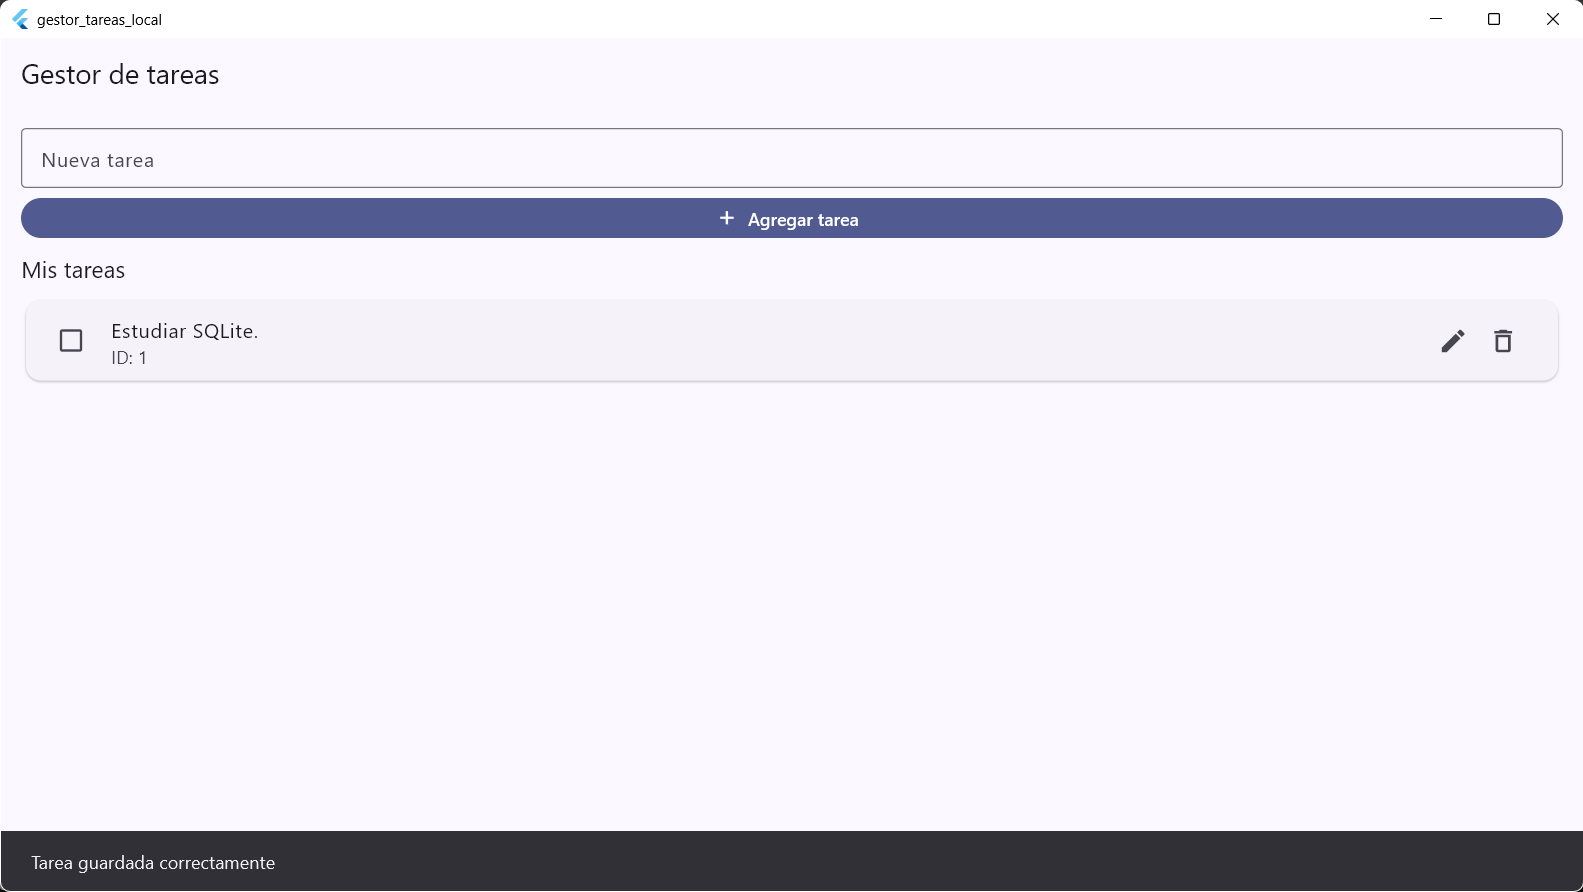 gestor_tareas_local
Gestor de tareas
Nueva tarea
Agregar tarea
Mis tareas
Estudiar SQLite.
ID: 1
Tarea guardada correctamente